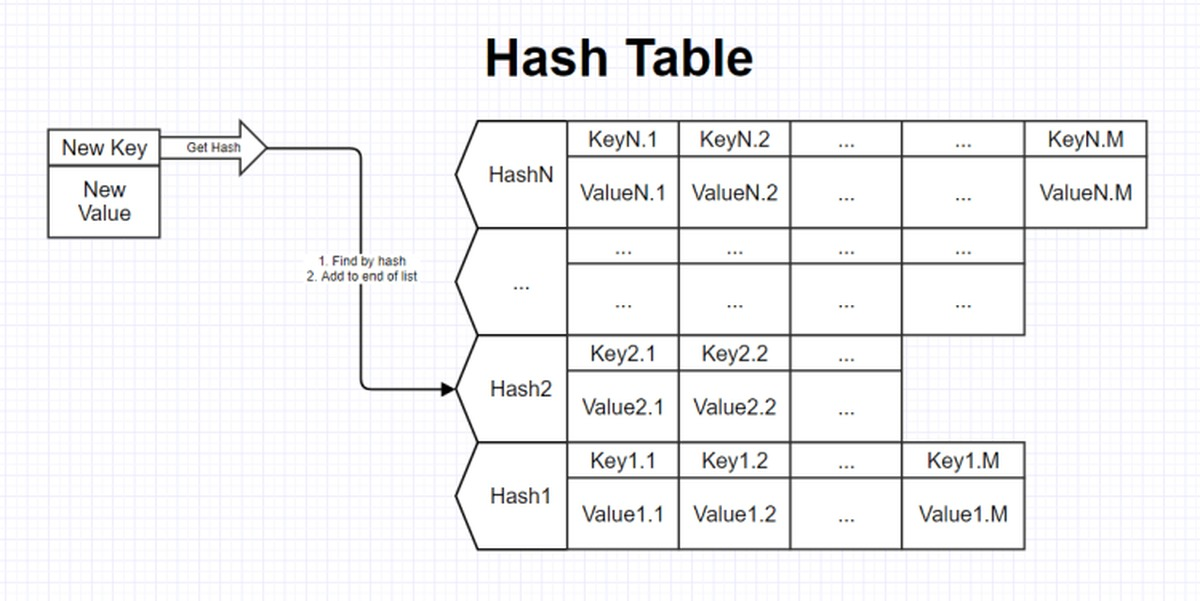 Hash Table
New Key
Get Hash
New
Value
1. Find by hash
2. Add to end of list
HashN
KeyN.1 KeyN.2 ... ... KeyN.M
ValueN.1 ValueN.2 ... ... ValueN.M
...
... ... ... ...
... ... ... ...
Hash2
Key2.1 Key2.2 ...
Value2.1 Value2.2 ...
Hash1
Key1.1 Key1.2 ... Key1.M
Value1.1 Value1.2 ... Value1.M